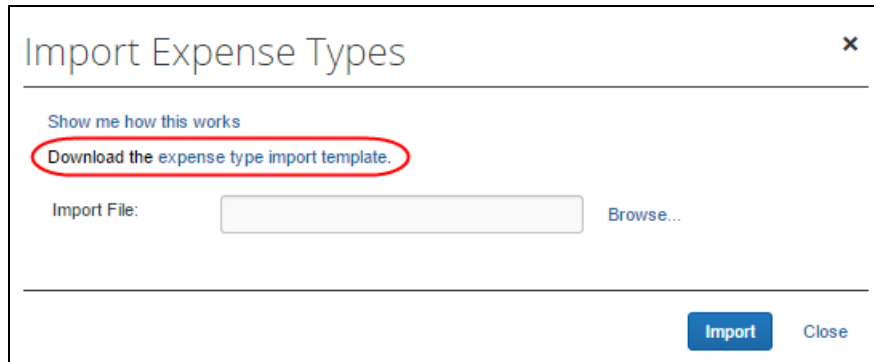 Import Expense Types
×
Show me how this works
Download the expense type import template.
Import File:
Browse...
Import
Close